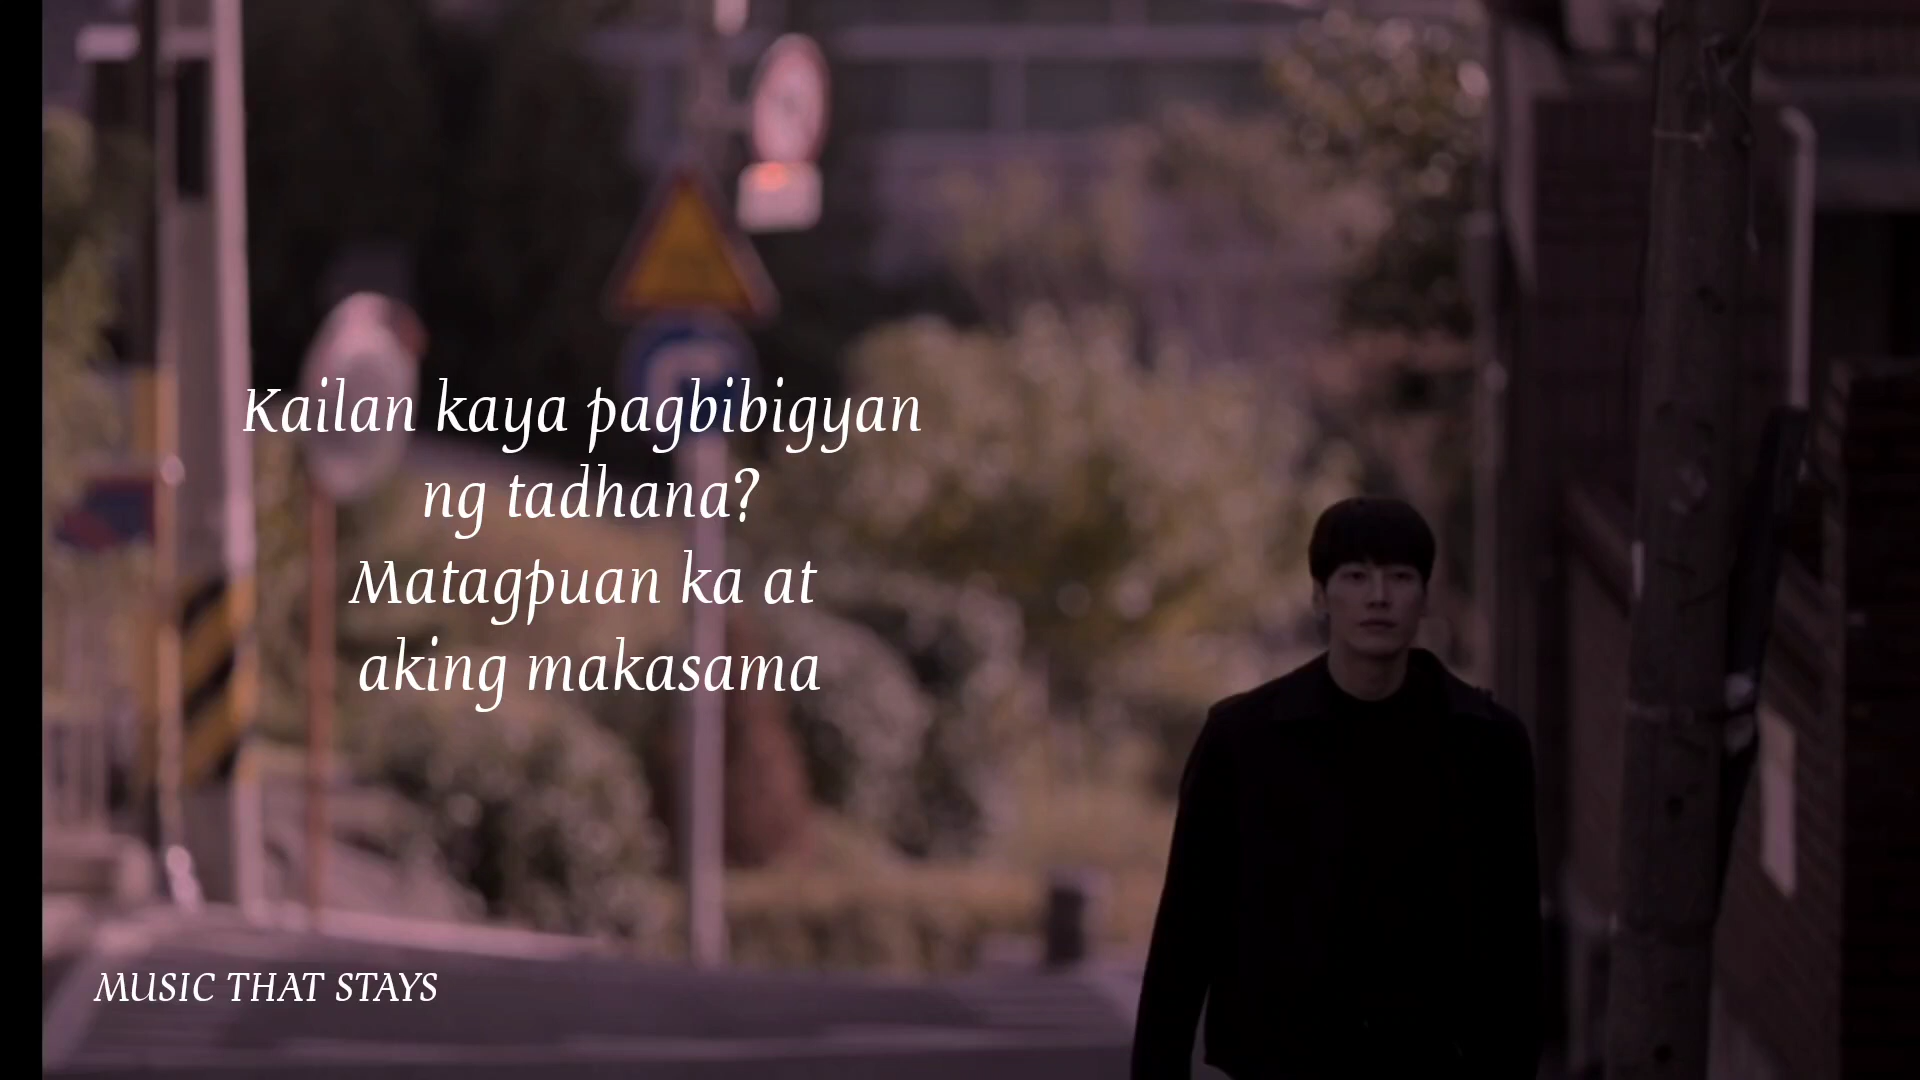 Kailan kaya pagbibigyan
ng tadhana?
Matagpuan ka at
aking makasama
MUSIC THAT STAYS